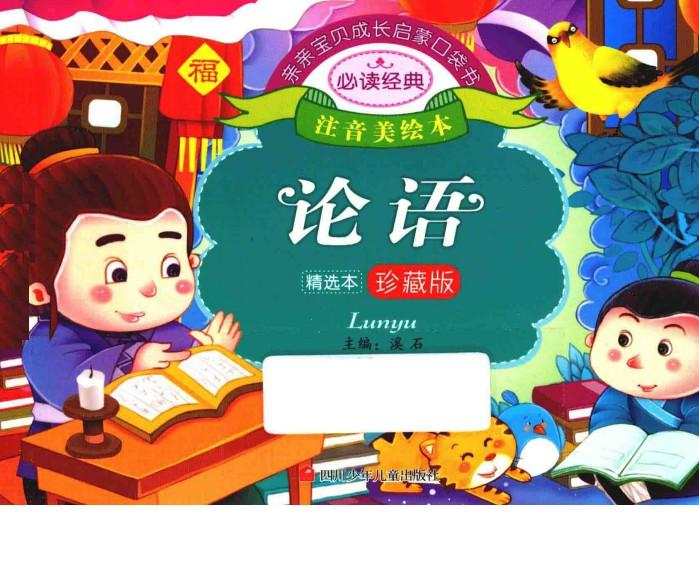 福
亲亲宝贝成长启蒙口袋书
必读经典
注音美绘本
论语
精选本 珍藏版
Lunyu
主编：溪石
四川少年儿童出版社